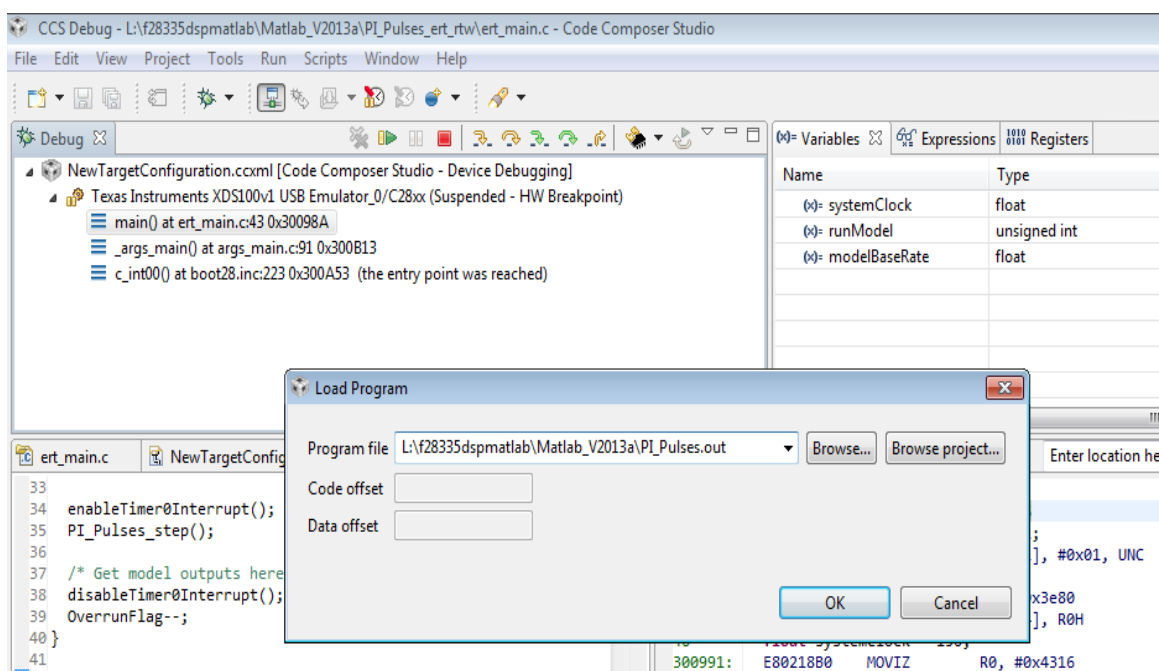 CCS Debug - L:\f28335dspmatlab\Matlab_V2013a\PI_Pulses_ert_rtw\ert_main.c - Code Composer Studio
File Edit View Project Tools Run Scripts Window Help
Debug
NewTargetConfiguration.ccxml [Code Composer Studio - Device Debugging]
Texas Instruments XDS100v1 USB Emulator_0/C28xx (Suspended - HW Breakpoint)
main() at ert_main.c:43 0x30098A
_args_main() at args_main.c:91 0x300B13
c_int00() at boot28.inc:223 0x300A53 (the entry point was reached)
(x)= Variables Expressions 1010 0101 Registers
Name Type
(x)= systemClock float
(x)= runModel unsigned int
(x)= modelBaseRate float
Load Program
Program file L:\f28335dspmatlab\Matlab_V2013a\PI_Pulses.out Browse... Browse project...
Code offset
Data offset
OK Cancel
ert_main.c NewTargetConfig
33
34 enableTimer0Interrupt();
35 PI_Pulses_step();
36
37 /* Get model outputs here
38 disableTimer0Interrupt();
39 OverrunFlag--;
40 }
41
Enter location he
;
], #0x01, UNC
x3e80
], R0H
300991: E80218B0 MOVIZ R0, #0x4316